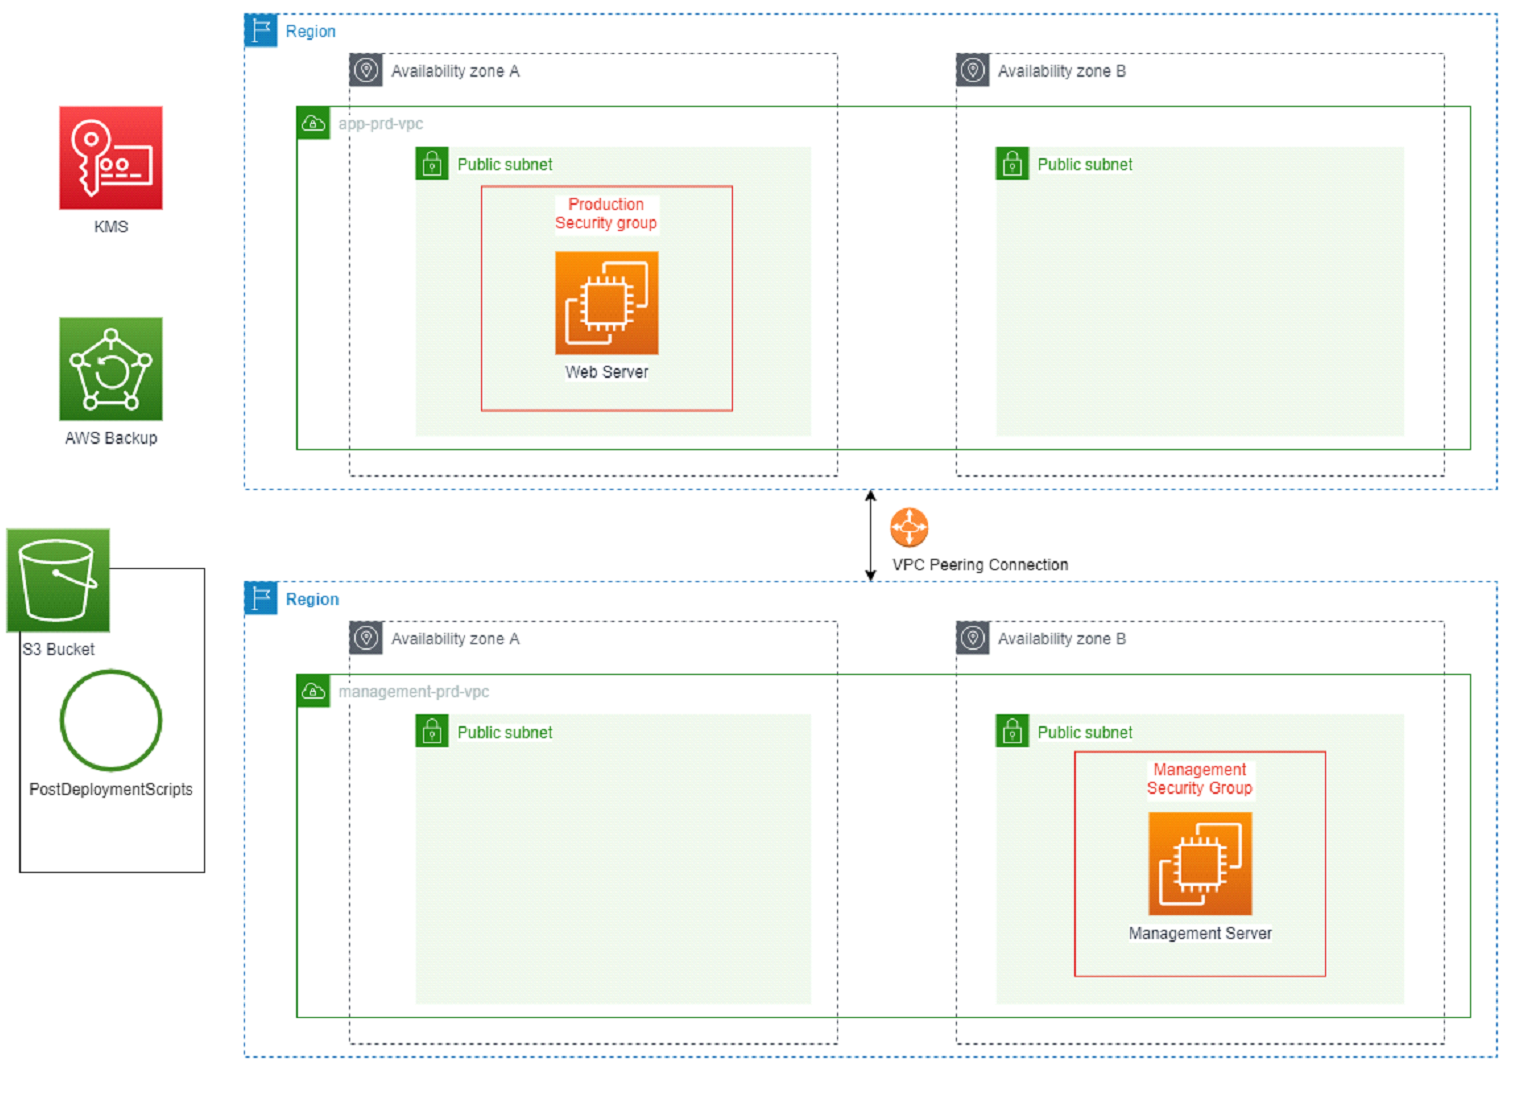 Region
Availability zone A
Availability zone B
app-prd-vpc
Public subnet
Public subnet
Production
Security group
Web Server
KMS
AWS Backup
VPC Peering Connection
S3 Bucket
PostDeploymentScripts
Region
Availability zone A
Availability zone B
management-prd-vpc
Public subnet
Public subnet
Management
Security Group
Management Server